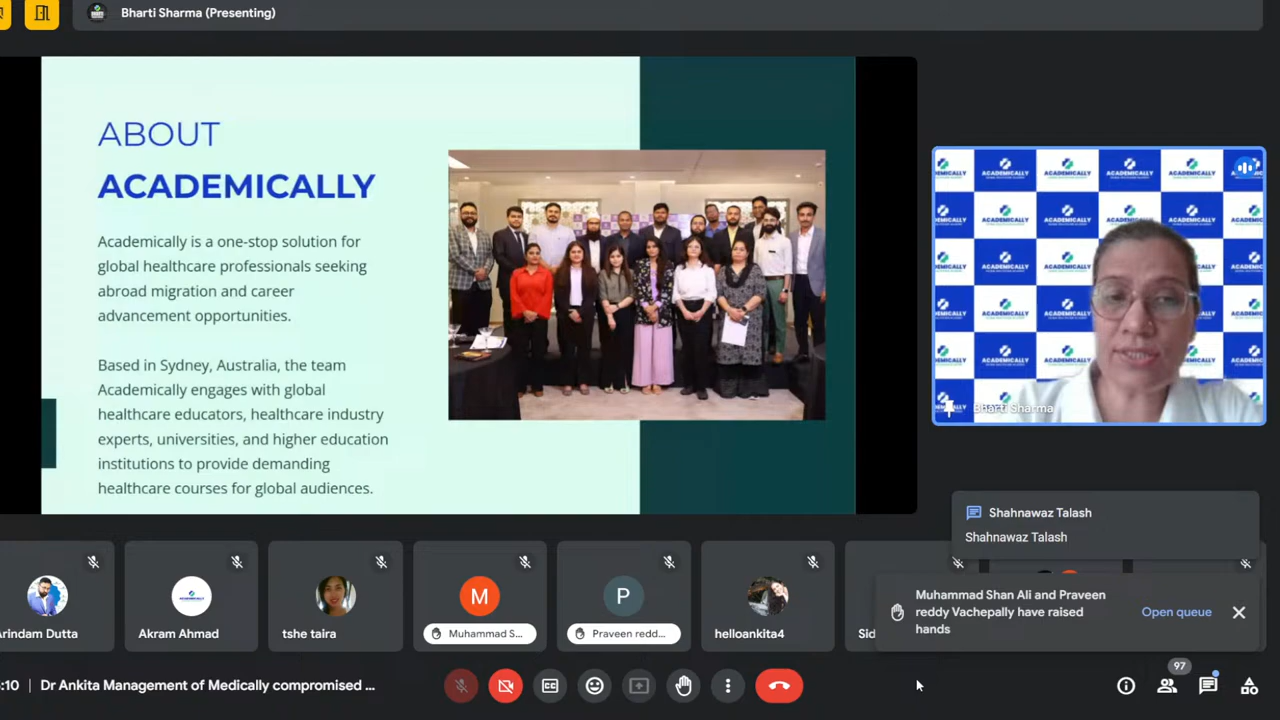 Bharti Sharma (Presenting)
ABOUT
ACADEMICALLY
Academically is a one-stop solution for
global healthcare professionals seeking
abroad migration and career
advancement opportunities.
Based in Sydney, Australia, the team
Academically engages with global
healthcare educators, healthcare industry
experts, universities, and higher education
institutions to provide demanding
healthcare courses for global audiences.
ACADEMICALLY
Bharti Sharma
Shahnawaz Talash
Shahnawaz Talash
Muhammad Shan Ali and Praveen
reddy Vachepally have raised
hands
Open queue
Arindam Dutta
Akram Ahmad
tshe taira
M
Muhammad S...
P
Praveen redd...
helloankita4
Sid
97
:10 | Dr Ankita Management of Medically compromised ...